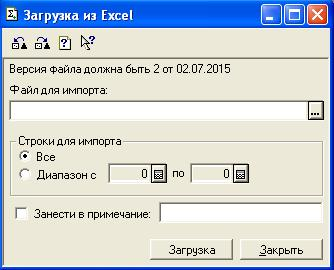 Загрузка из Excel
Версия файла должна быть 2 от 02.07.2015
Файл для импорта:
...
Строки для импорта
Все
Диапазон с 0 по 0
Занести в примечание:
Загрузка Закрыть